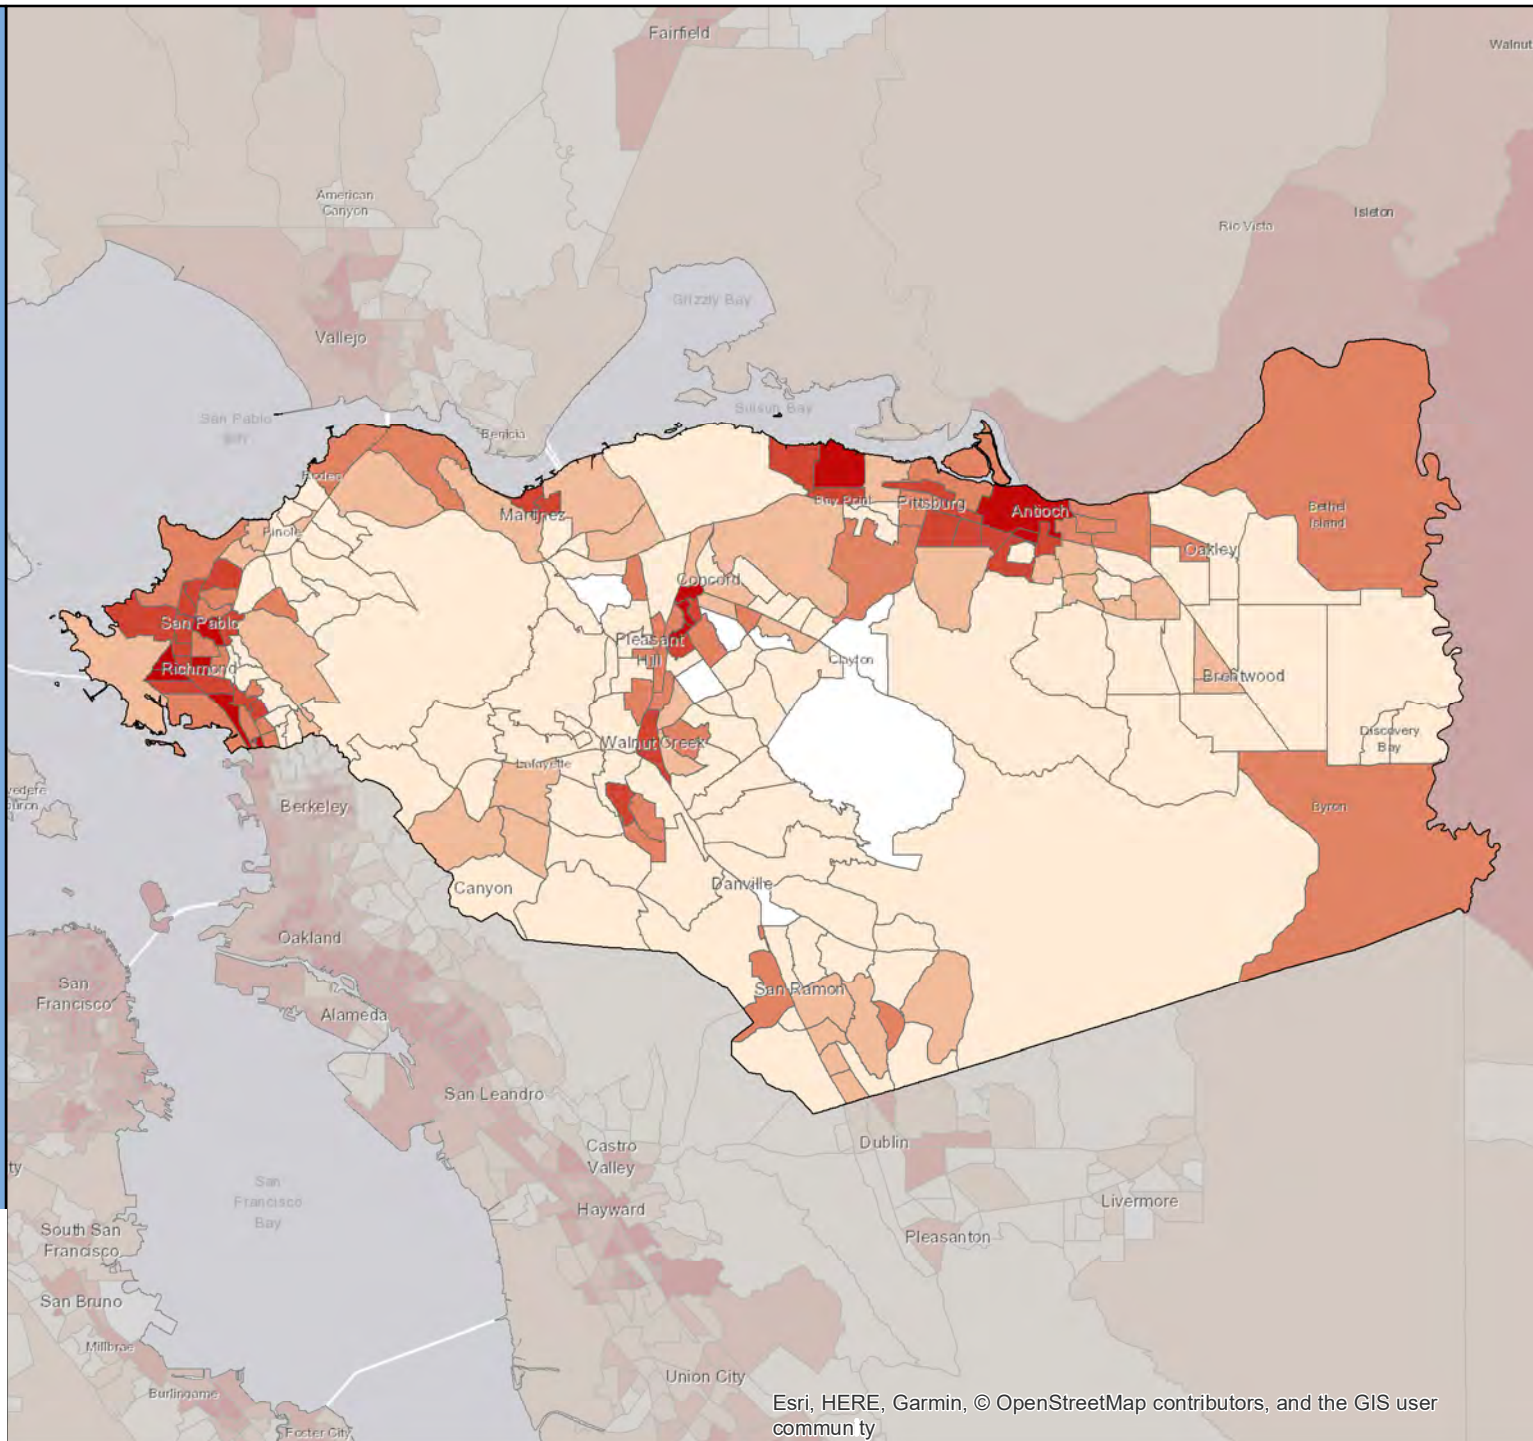 Fairfield
Walnut
American
Canyon
Isleton
Rio Vista
Grizzly Bay
Vallejo
San Pablo
Bay
Suisun Bay
Benicia
Rodeo
Bay Point
Pittsburg
Antioch
Martinez
Bethel
Island
Pinole
Oakley
Concord
San Pablo
Pleasant
Hill
Clayton
Richmond
Brentwood
Walnut Creek
Discovery
Bay
Lafayette
vedere
Berkeley
Byron
Danville
Canyon
Oakland
San
Francisco
San Ramon
Alameda
San Leandro
Castro
Valley
Dublin
ty
San
Francisco
Bay
Hayward
Livermore
South San
Francisco
Pleasanton
San Bruno
Millbrae
Union City
Burlingame
Foster City
Esri, HERE, Garmin, © OpenStreetMap contributors, and the GIS user
community